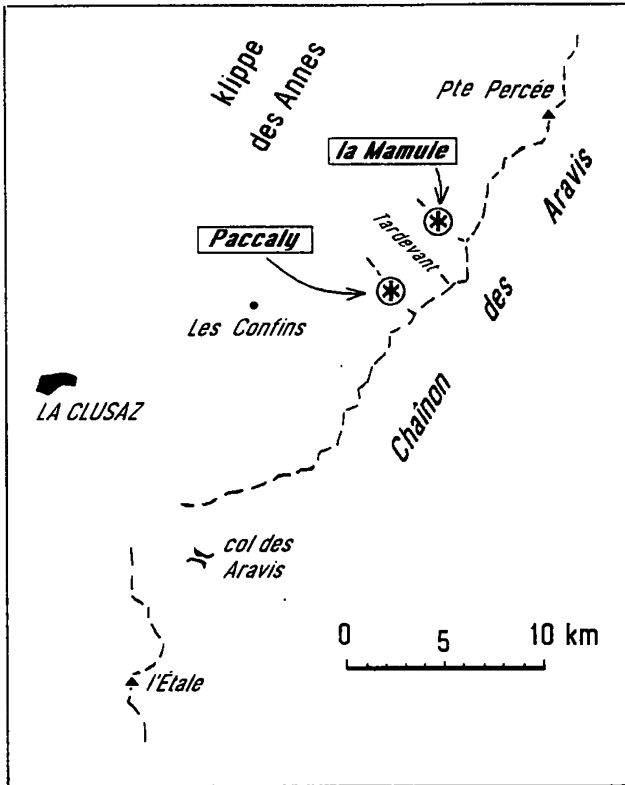 klippe
des Annes
Pte Percée
la Mamule
Aravis
Paccaly
Tardevant
des
Les Confins
LA CLUSAZ
Chaînon
col des
Aravis
0 5 10 km
l'Étale